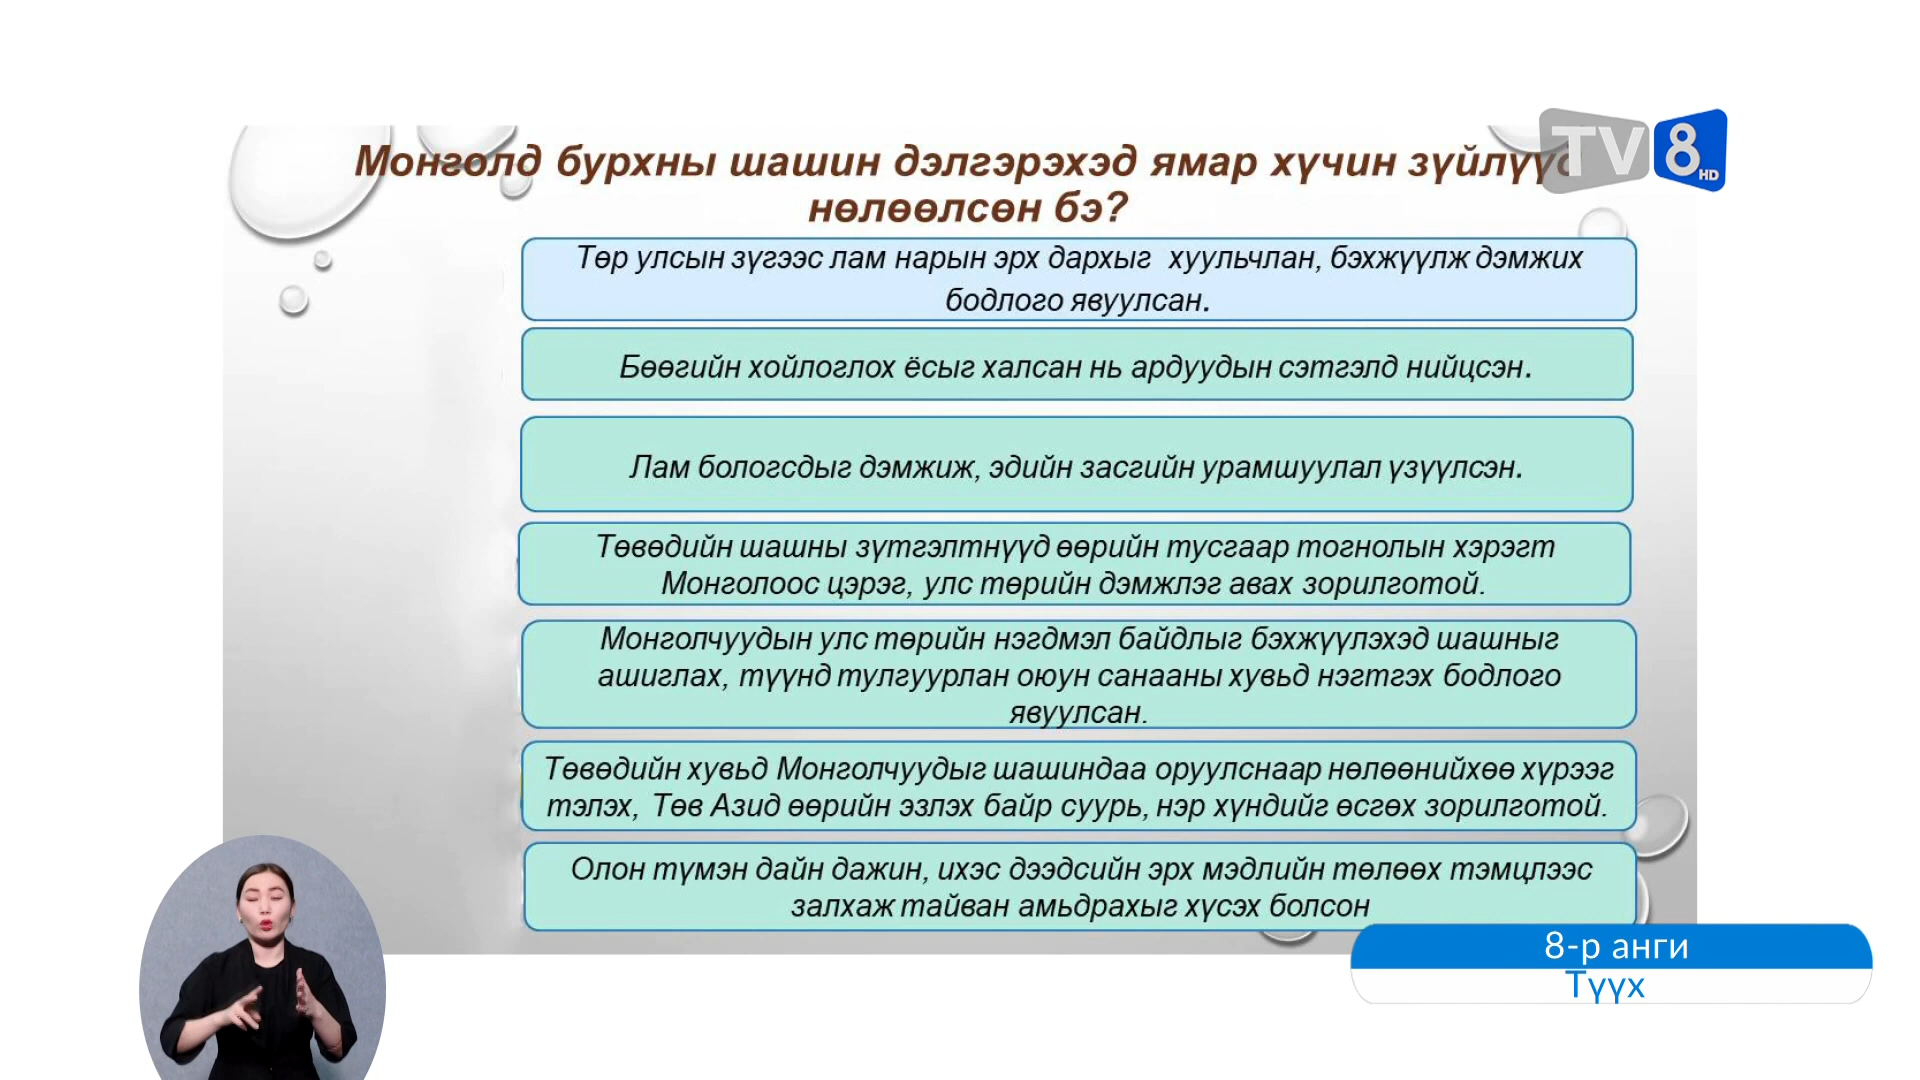 Монголд бурхны шашин дэлгэрэхэд ямар хүчин зүйлүүд
нөлөөлсөн бэ?
TV8 HD
Төр улсын зүгээс лам нарын эрх дархыг хуульчлан, бэхжүүлж дэмжих
бодлого явуулсан.
Бөөгийн хойлоглох ёсыг халсан нь ардуудын сэтгэлд нийцсэн.
Лам бологсдыг дэмжиж, эдийн засгийн урамшуулал үзүүлсэн.
Төвөдийн шашны зүтгэлтнүүд өөрийн тусгаар тогнолын хэрэгт
Монголоос цэрэг, улс төрийн дэмжлэг авах зорилготой.
Монголчуудын улс төрийн нэгдмэл байдлыг бэхжүүлэхэд шашныг
ашиглах, түүнд тулгуурлан оюун санааны хувьд нэгтгэх бодлого
явуулсан.
Төвөдийн хувьд Монголчуудыг шашиндаа оруулснаар нөлөөнийхөө хүрээг
тэлэх, Төв Азид өөрийн эзлэх байр суурь, нэр хүндийг өсгөх зорилготой.
Олон түмэн дайн дажин, ихэс дээдсийн эрх мэдлийн төлөөх тэмцлээс
залхаж тайван амьдрахыг хүсэх болсон
8-р анги
Түүх